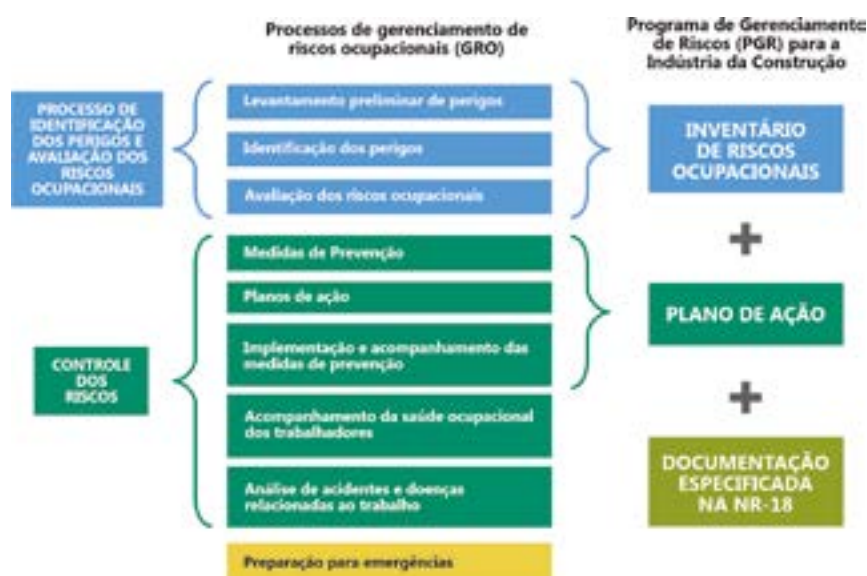 Processos de gerenciamento de
riscos ocupacionais (GRO)
Programa de Gerenciamento
de Riscos (PGR) para a
Indústria da Construção
PROCESSO DE
IDENTIFICAÇÃO
DOS PERIGOS E
AVALIAÇÃO DOS
RISCOS
OCUPACIONAIS
Levantamento preliminar de perigos
Identificação dos perigos
Avaliação dos riscos ocupacionais
INVENTÁRIO
DE RISCOS
OCUPACIONAIS
+
CONTROLE
DOS
RISCOS
Medidas de Prevenção
Planos de ação
Implementação e acompanhamento das
medidas de prevenção
Acompanhamento da saúde ocupacional
dos trabalhadores
Análise de acidentes e doenças
relacionadas ao trabalho
PLANO DE AÇÃO
+
DOCUMENTAÇÃO
ESPECIFICADA
NA NR-18
Preparação para emergências